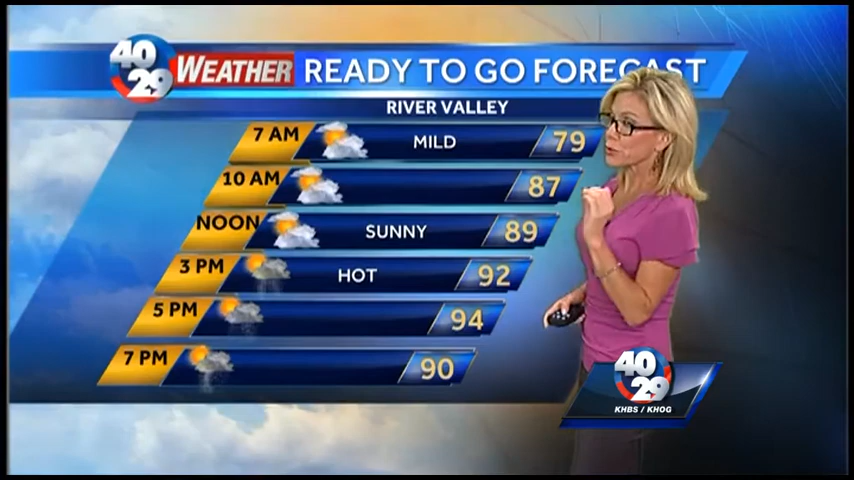 40
29
WEATHER
READY TO GO FORECAST
RIVER VALLEY
7 AM MILD 79
10 AM 87
NOON SUNNY 89
3 PM HOT 92
5 PM 94
7 PM 90
40
29
KHBS / KHOG